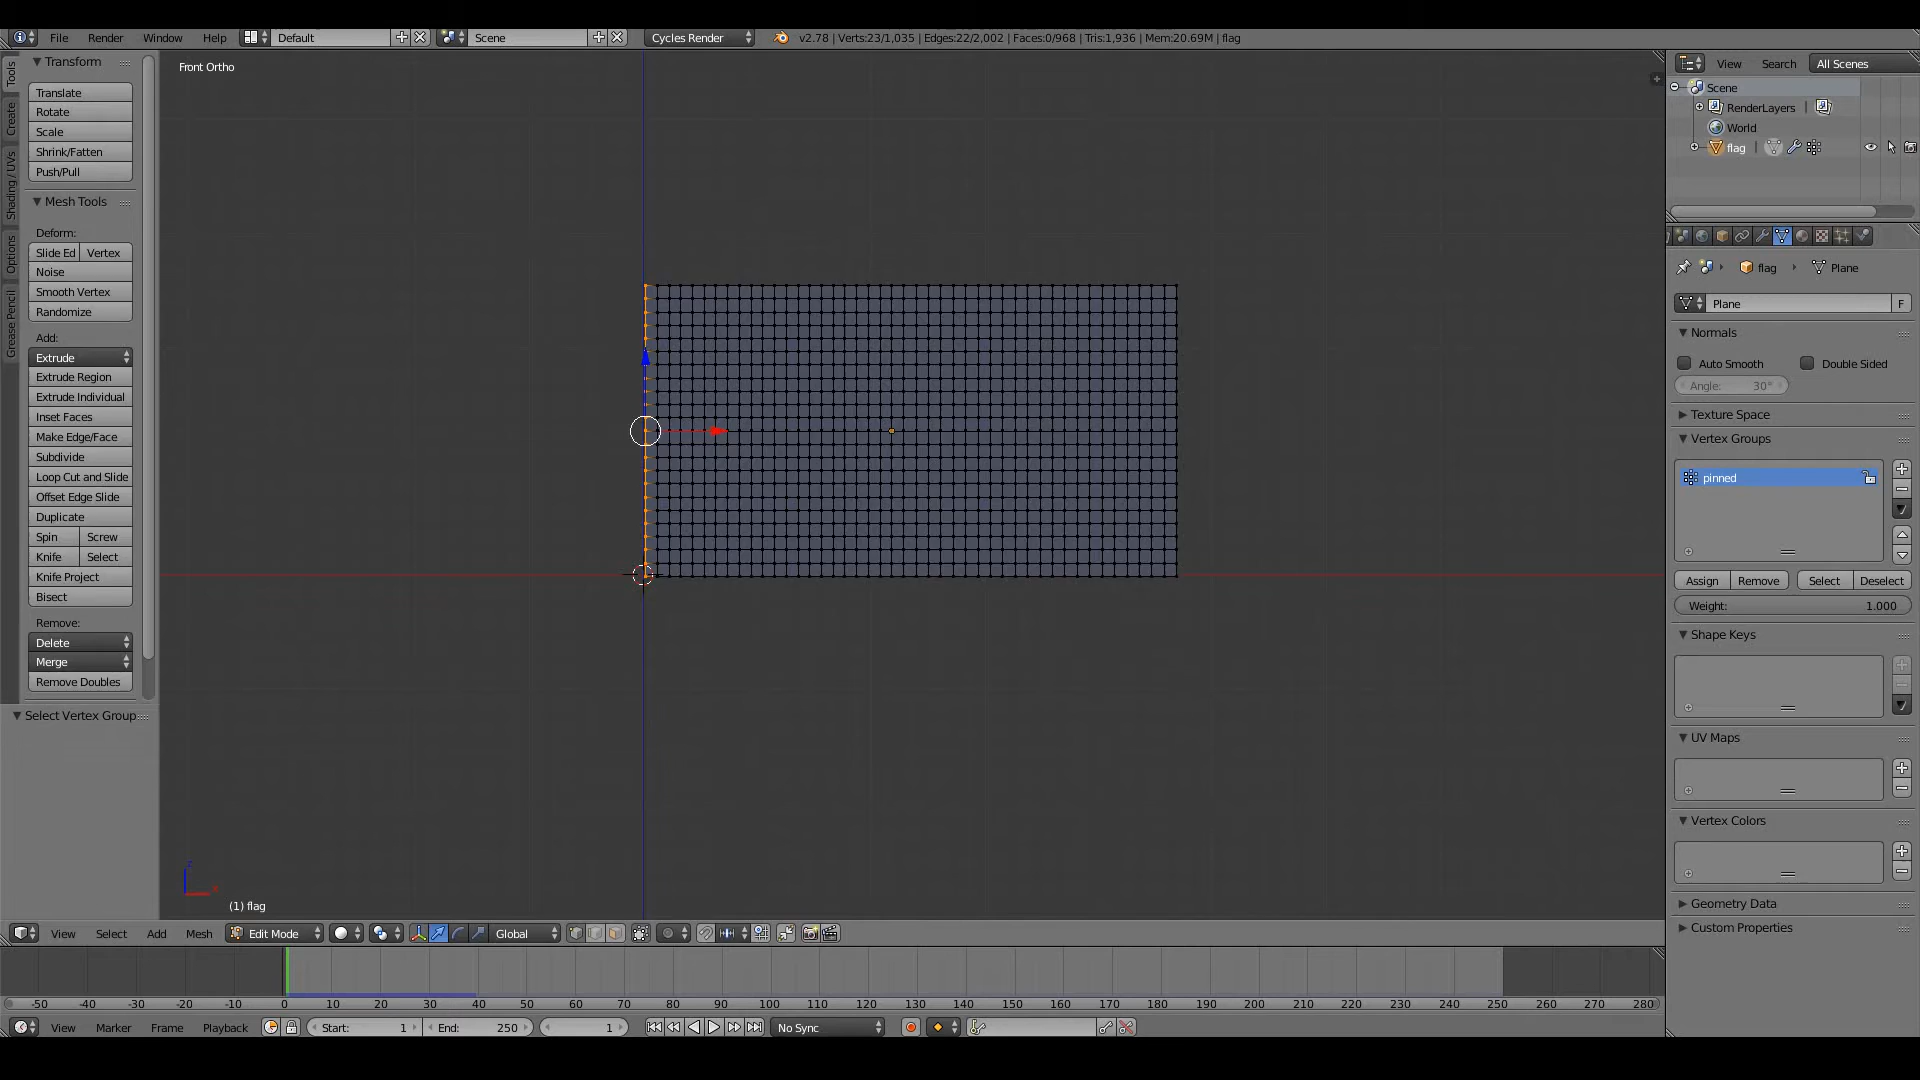 File Render Window Help Default Scene Cycles Render v2.78 | Verts:23/1,035 | Edges:22/2,002 | Faces:0/968 | Tris:1,936 | Mem:20.69M | flag
Tools
Create
Shading / UVs
Options
Grease Pencil
Transform
Translate
Rotate
Scale
Shrink/Fatten
Push/Pull
Mesh Tools
Deform:
Slide Ed Vertex
Noise
Smooth Vertex
Randomize
Add:
Extrude
Extrude Region
Extrude Individual
Inset Faces
Make Edge/Face
Subdivide
Loop Cut and Slide
Offset Edge Slide
Duplicate
Spin Screw
Knife Select
Knife Project
Bisect
Remove:
Delete
Merge
Remove Doubles
Select Vertex Group
Front Ortho
z
x
(1) flag
View Search All Scenes
Scene
RenderLayers |
World
flag |
flag Plane
Plane F
Normals
Auto Smooth Double Sided
Angle: 30°
Texture Space
Vertex Groups
pinned
Assign Remove Select Deselect
Weight: 1.000
Shape Keys
UV Maps
Vertex Colors
Geometry Data
Custom Properties
View Select Add Mesh Edit Mode Global
-50 -40 -30 -20 -10 0 10 20 30 40 50 60 70 80 90 100 110 120 130 140 150 160 170 180 190 200 210 220 230 240 250 260 270 280
View Marker Frame Playback Start: 1 End: 250 1 No Sync